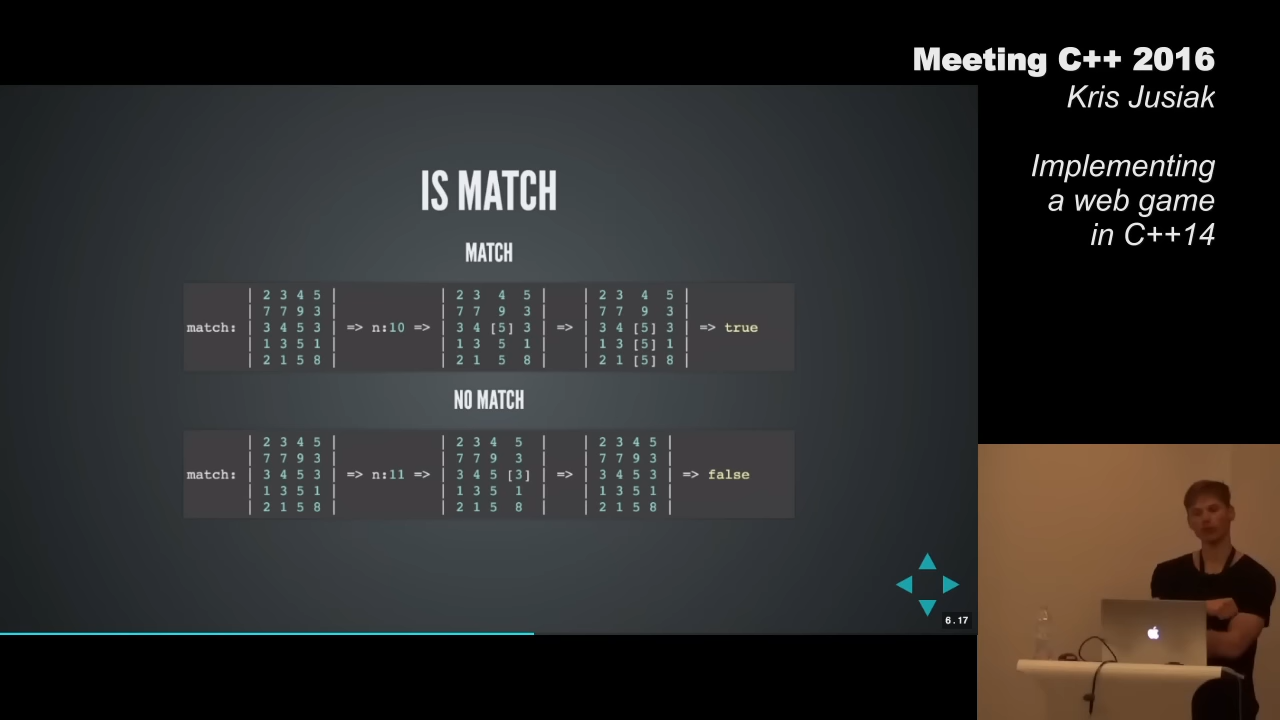 Meeting C++ 2016
Kris Jusiak
Implementing
a web game
in C++14
IS MATCH
MATCH
| 2 3 4 5 | | 2 3 4 5 | | 2 3 4 5 |
| 7 7 9 3 | | 7 7 9 3 | | 7 7 9 3 |
match: | 3 4 5 3 | => n:10 => | 3 4 [5] 3 | => | 3 4 [5] 3 | => true
| 1 3 5 1 | | 1 3 5 1 | | 1 3 [5] 1 |
| 2 1 5 8 | | 2 1 5 8 | | 2 1 [5] 8 |
NO MATCH
| 2 3 4 5 | | 2 3 4 5 | | 2 3 4 5 |
| 7 7 9 3 | | 7 7 9 3 | | 7 7 9 3 |
match: | 3 4 5 3 | => n:11 => | 3 4 5 [3] | => | 3 4 5 3 | => false
| 1 3 5 1 | | 1 3 5 1 | | 1 3 5 1 |
| 2 1 5 8 | | 2 1 5 8 | | 2 1 5 8 |
6.17